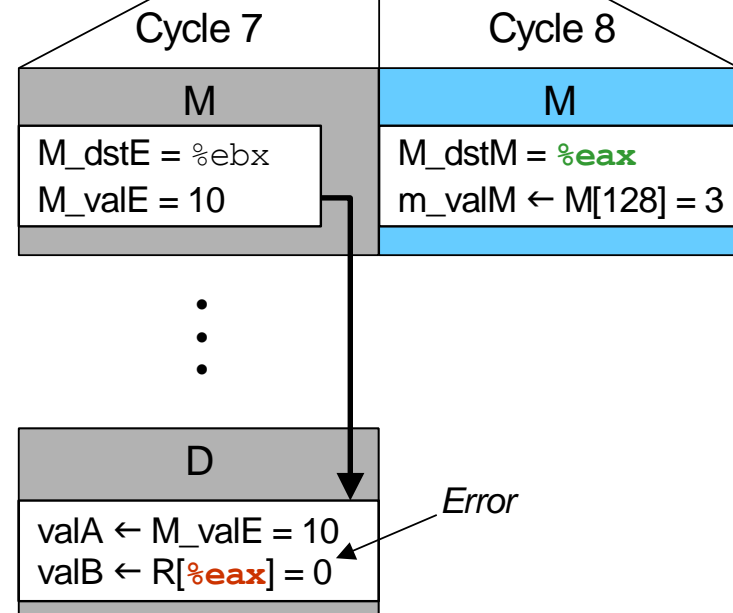 Cycle 7
Cycle 8
M
M_dstE = %ebx
M_valE = 10
M
M_dstM = %eax
m_valM ← M[128] = 3
D
valA ← M_valE = 10
valB ← R[%eax] = 0
Error